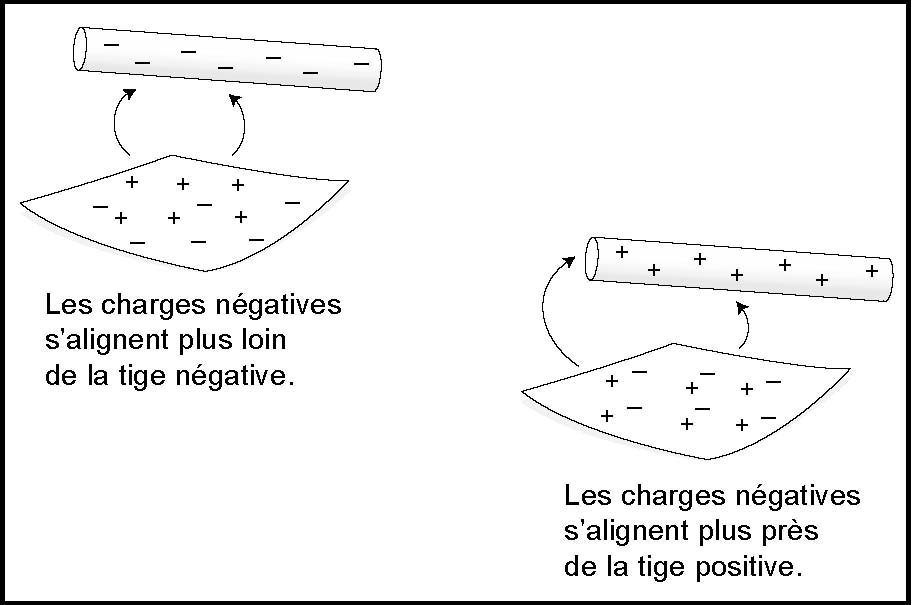 Les charges négatives
s'alignent plus loin
de la tige négative.
Les charges négatives
s'alignent plus près
de la tige positive.